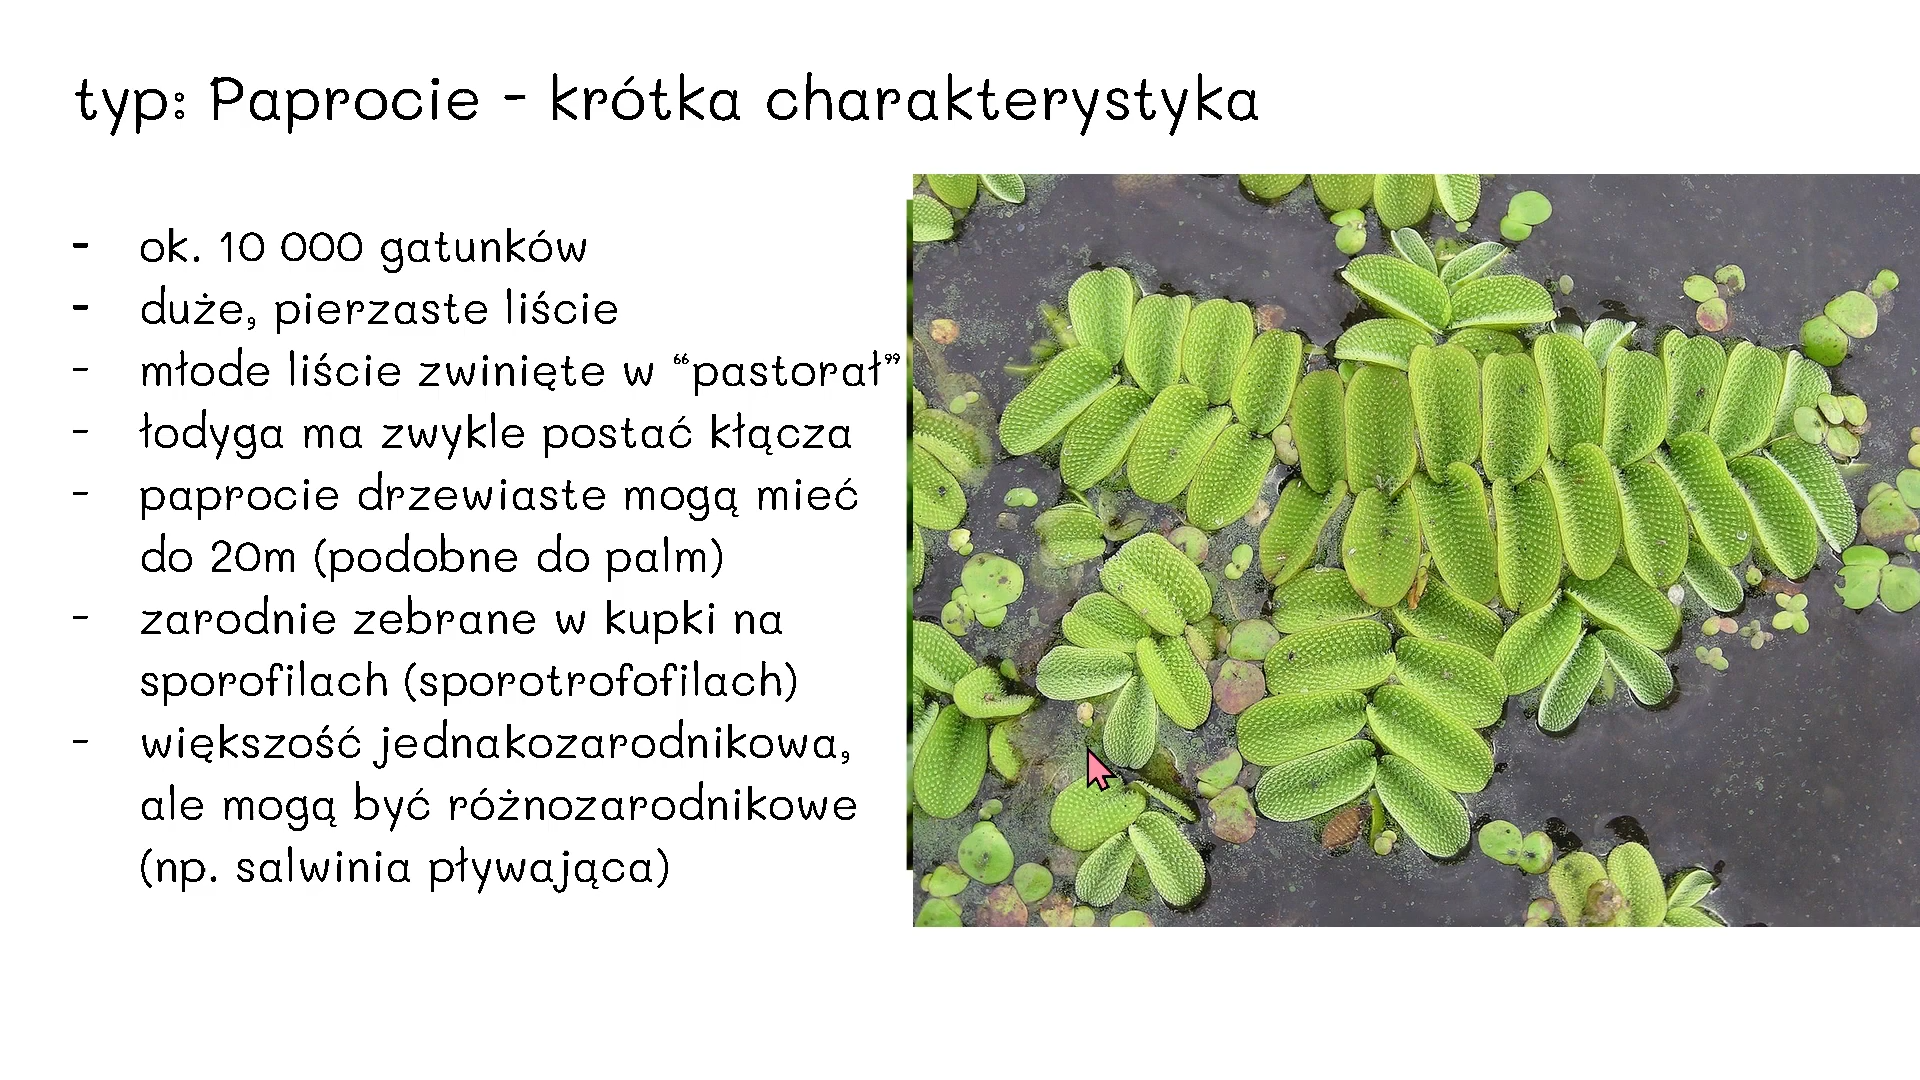 typ: Paprocie - krótka charakterystyka
- ok. 10 000 gatunków
- duże, pierzaste liście
- młode liście zwinięte w “pastorał”
- łodyga ma zwykle postać kłącza
- paprocie drzewiaste mogą mieć
do 20m (podobne do palm)
- zarodnie zebrane w kupki na
sporofilach (sporotrofofilach)
- większość jednakozarodnikowa,
ale mogą być różnozarodnikowe
(np. salwinia pływająca)